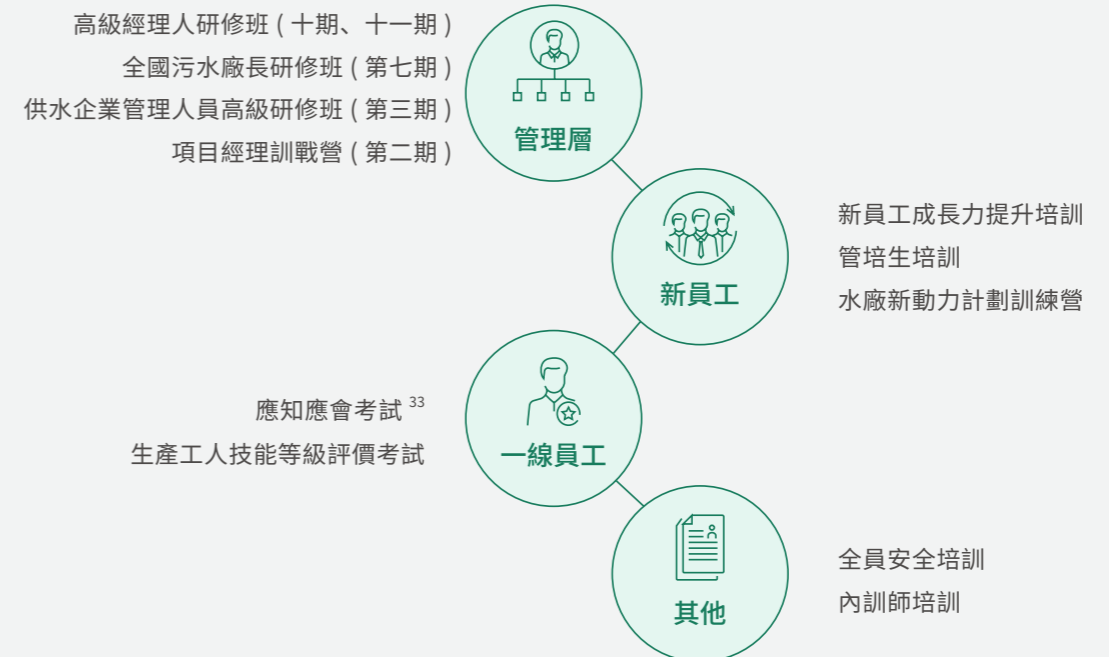 高級經理人研修班 ( 十期、十一期 )
全國污水廠長研修班 ( 第七期 )
供水企業管理人員高級研修班 ( 第三期 )
項目經理訓戰營 ( 第二期 )
管理層
新員工成長力提升培訓
管培生培訓
水廠新動力計劃訓練營
新員工
應知應會考試 33
生產工人技能等級評價考試
一線員工
全員安全培訓
內訓師培訓
其他